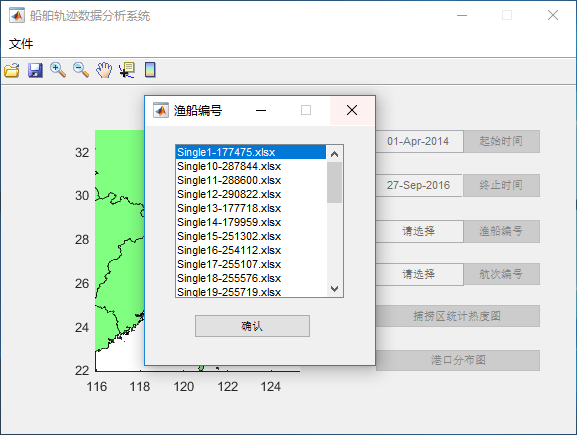 船舶轨迹数据分析系统
文件
渔船编号
Single1-177475.xlsx
Single10-287844.xlsx
Single11-288600.xlsx
Single12-290822.xlsx
Single13-177718.xlsx
Single14-179959.xlsx
Single15-251302.xlsx
Single16-254112.xlsx
Single17-255107.xlsx
Single18-255576.xlsx
Single19-255719.xlsx
确认
32
30
28
26
24
22
116 118 120 122 124
01-Apr-2014 起始时间
27-Sep-2016 终止时间
请选择 渔船编号
请选择 航次编号
捕捞区统计热度图
港口分布图